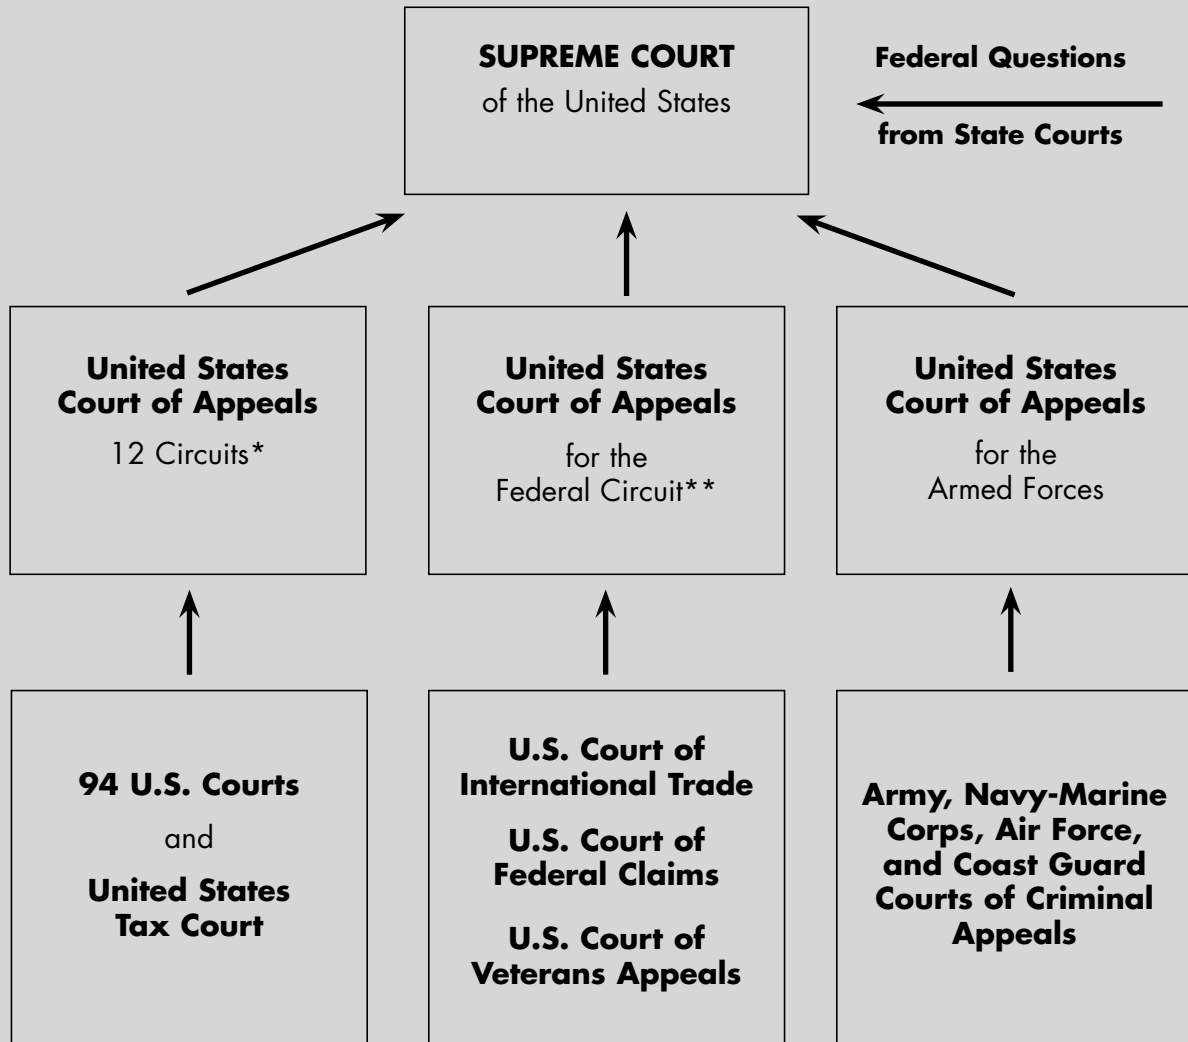 SUPREME COURT
of the United States
Federal Questions
from State Courts
United States
Court of Appeals
12 Circuits*
United States
Court of Appeals
for the
Federal Circuit**
United States
Court of Appeals
for the
Armed Forces
94 U.S. Courts
and
United States
Tax Court
U.S. Court of
International Trade
U.S. Court of
Federal Claims
U.S. Court of
Veterans Appeals
Army, Navy-Marine
Corps, Air Force,
and Coast Guard
Courts of Criminal
Appeals